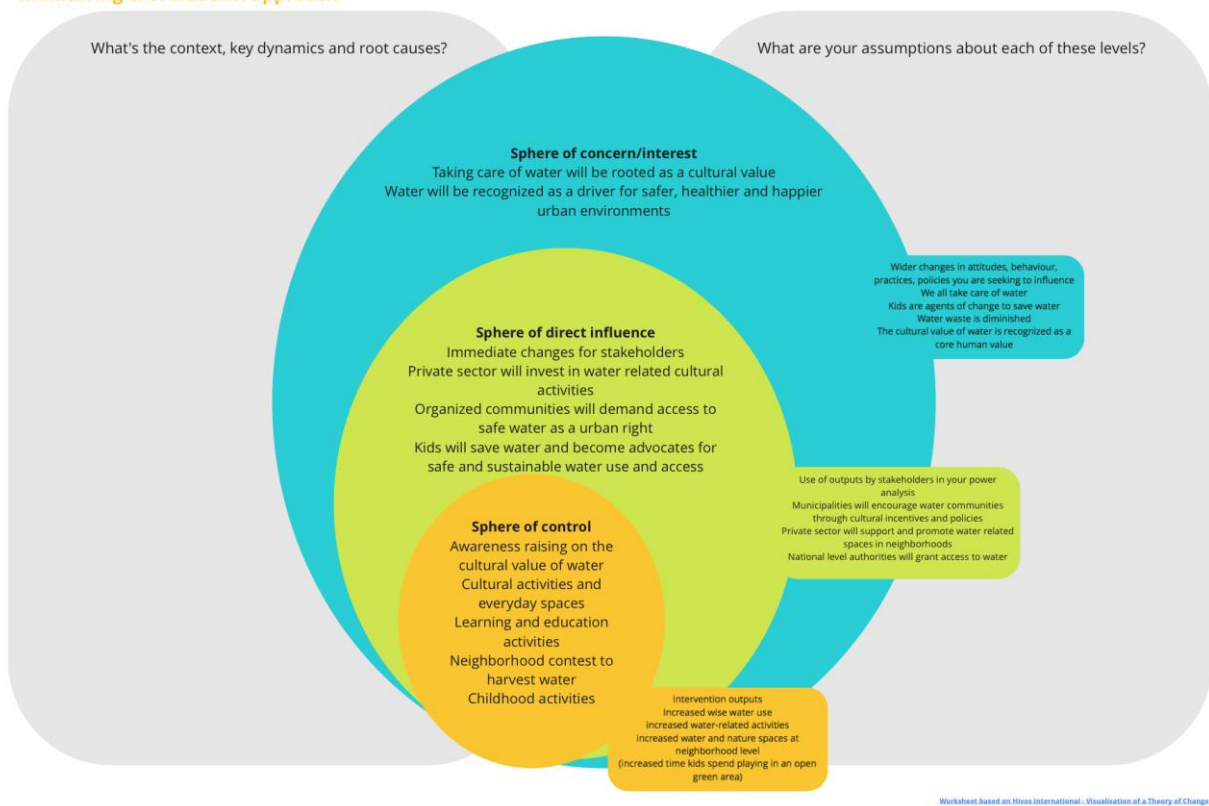 What's the context, key dynamics and root causes?
What are your assumptions about each of these levels?
Sphere of concern/interest
Taking care of water will be rooted as a cultural value
Water will be recognized as a driver for safer, healthier and happier
urban environments
Wider changes in attitudes, behaviour,
practices, policies you are seeking to influence
We all take care of water
Kids are agents of change to save water
Water waste is diminished
The cultural value of water is recognized as a
core human value
Sphere of direct influence
Immediate changes for stakeholders
Private sector will invest in water related cultural
activities
Organized communities will demand access to
safe water as a urban right
Kids will save water and become advocates for
safe and sustainable water use and access
Use of outputs by stakeholders in your power
analysis
Municipalities will encourage water communities
through cultural incentives and policies
Private sector will support and promote water related
spaces in neighborhoods
National level authorities will grant access to water
Sphere of control
Awareness raising on the
cultural value of water
Cultural activities and
everyday spaces
Learning and education
activities
Neighborhood contest to
harvest water
Childhood activities
Intervention outputs
Increased wise water use
increased water-related activities
increased water and nature spaces at
neighborhood level
(increased time kids spend playing in an open
green area)
Worksheet based on Hivos International - Visualisation of a Theory of Change